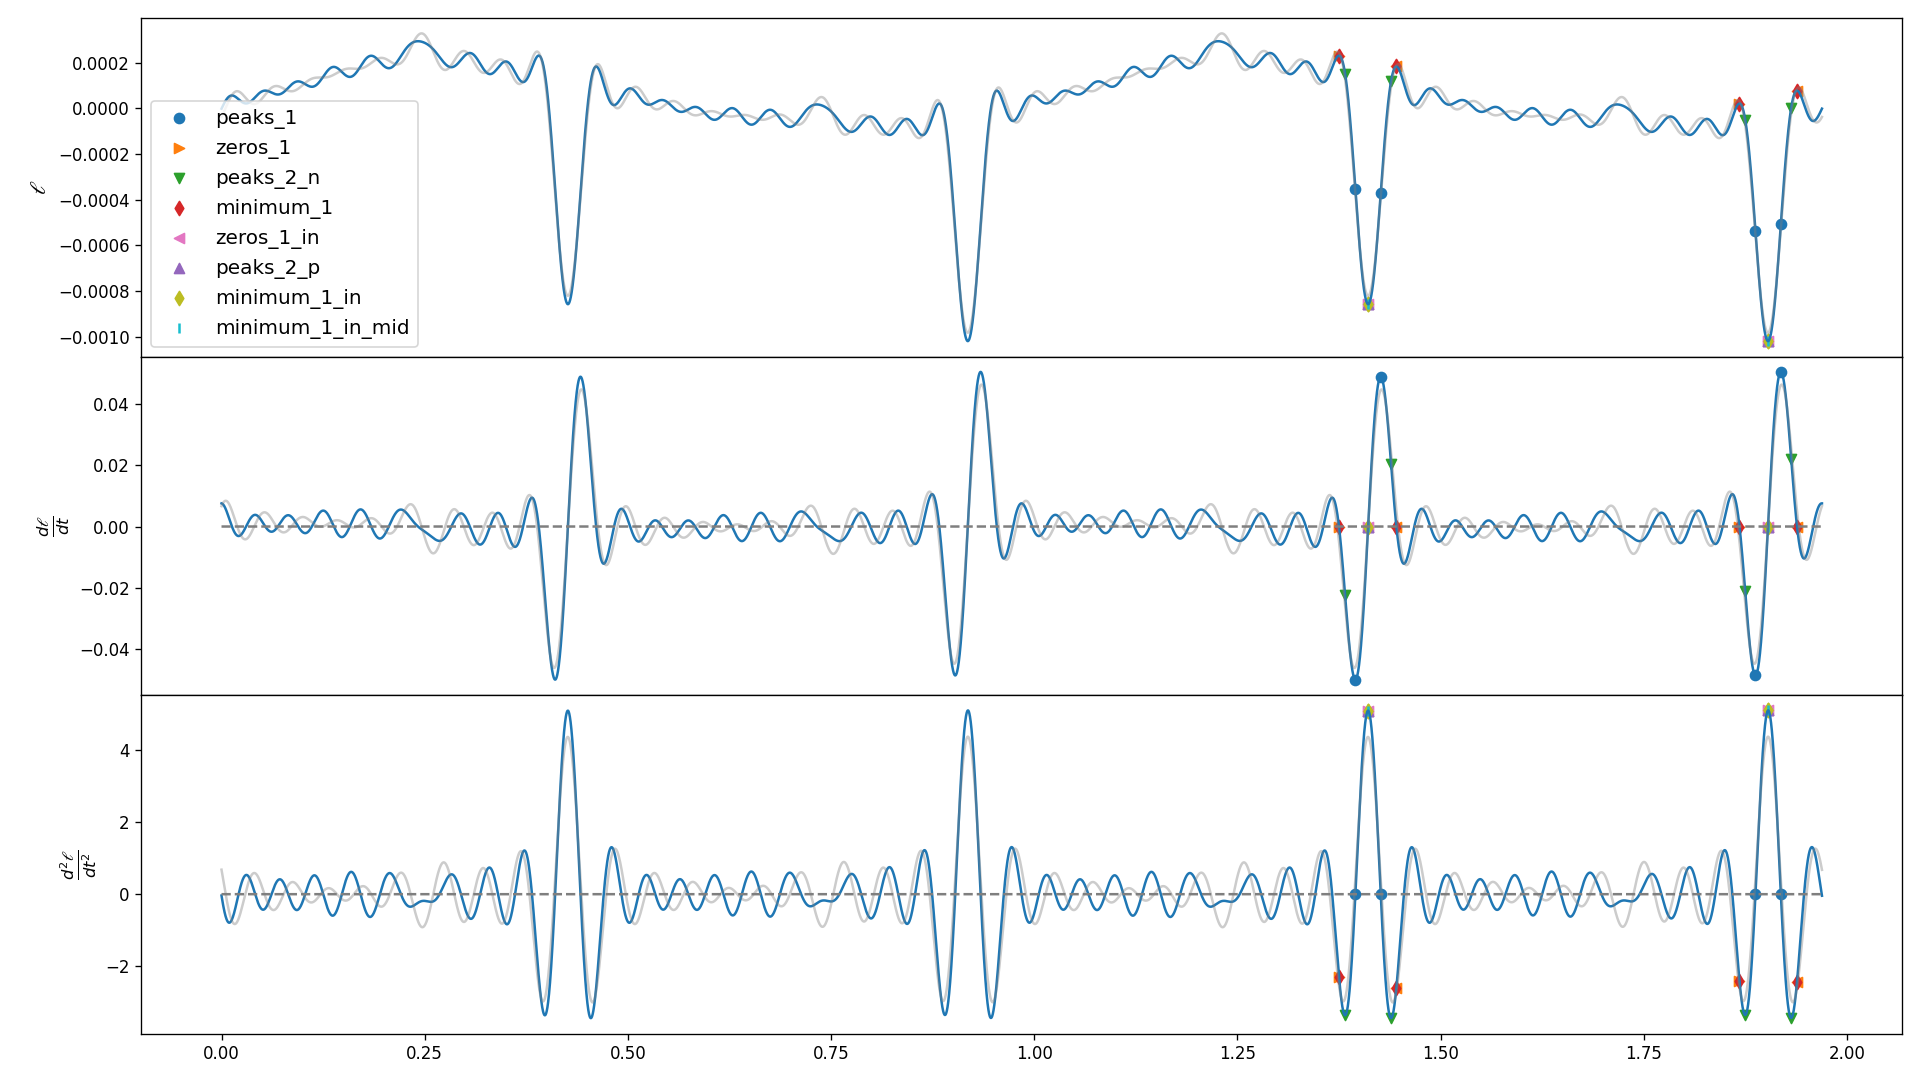 0.0002
0.0000
−0.0002
−0.0004
−0.0006
−0.0008
−0.0010
ℓ
peaks_1
zeros_1
peaks_2_n
minimum_1
zeros_1_in
peaks_2_p
minimum_1_in
minimum_1_in_mid
0.04
0.02
0.00
−0.02
−0.04
dℓ
dt
4
2
0
−2
d²ℓ
dt²
0.00 0.25 0.50 0.75 1.00 1.25 1.50 1.75 2.00